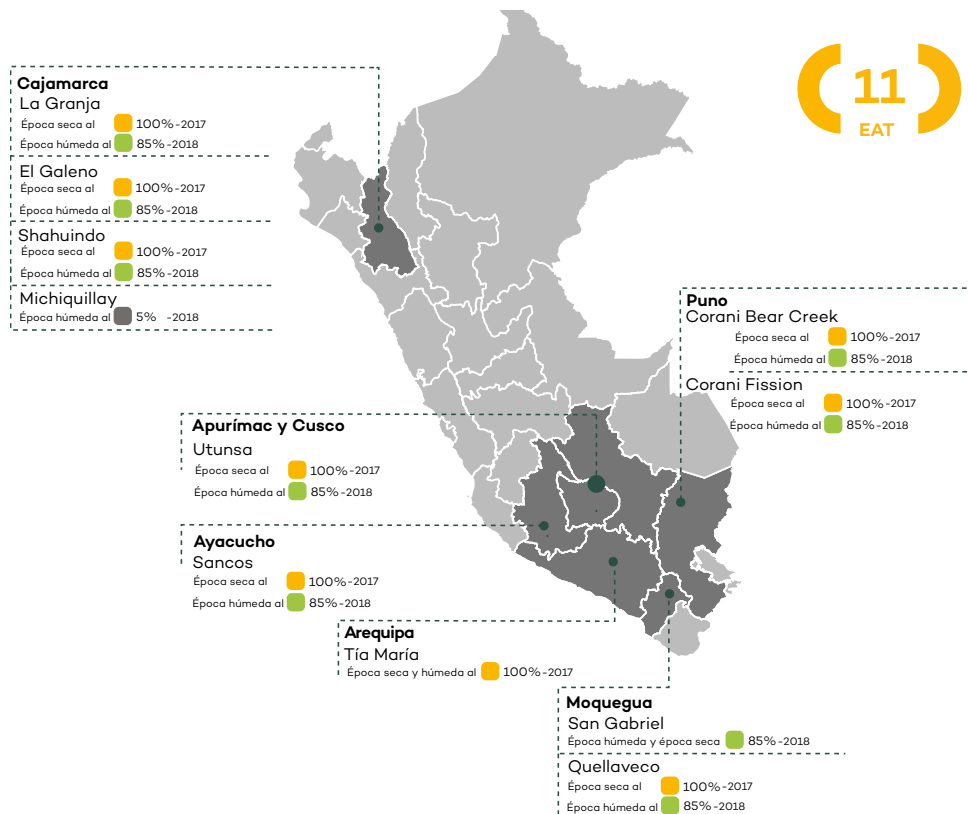 11
EAT
Cajamarca
La Granja
Época seca al 100%-2017
Época húmeda al 85% -2018
El Galeno
Época seca al 100%-2017
Época húmeda al 85%-2018
Shahuindo
Época seca al 100%-2017
Época húmeda al 85% -2018
Michiquillay
Época húmeda al 5% -2018
Puno
Corani Bear Creek
Época seca al 100%-2017
Época húmeda al 85%-2018
Corani Fission
Época seca al 100%-2017
Época húmeda al 85%-2018
Apurímac y Cusco
Utunsa
Época seca al 100%-2017
Época húmeda al 85%-2018
Ayacucho
Sancos
Época seca al 100%-2017
Época húmeda al 85%-2018
Arequipa
Tía María
Época seca y húmeda al 100%-2017
Moquegua
San Gabriel
Época húmeda y época seca 85%-2018
Quellaveco
Época seca al 100%-2017
Época húmeda al 85%-2018